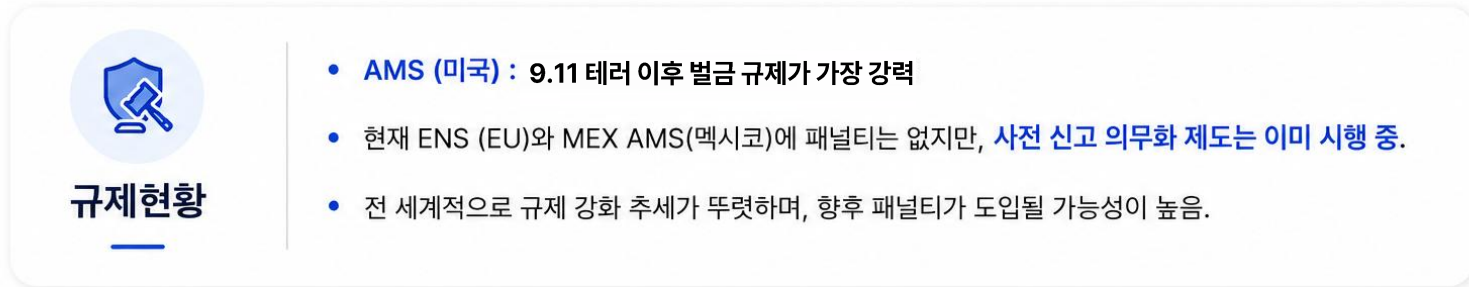 규제현황
• AMS (미국) : 9.11 테러 이후 벌금 규제가 가장 강력
• 현재 ENS (EU)와 MEX AMS(멕시코)에 패널티는 없지만, 사전 신고 의무화 제도는 이미 시행 중.
• 전 세계적으로 규제 강화 추세가 뚜렷하며, 향후 패널티가 도입될 가능성이 높음.